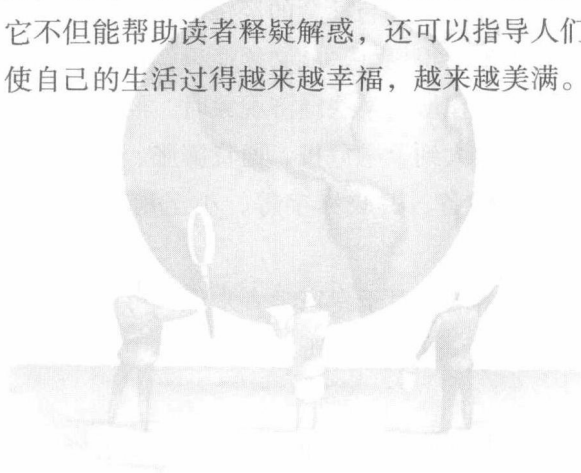 它不但能帮助读者释疑解惑，还可以指导人们
使自己的生活过得越来越幸福，越来越美满。